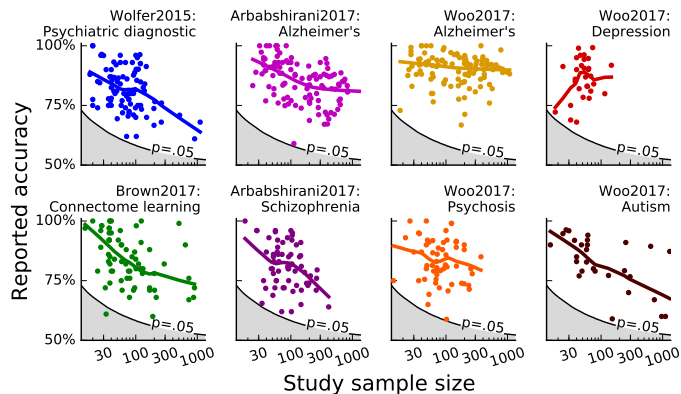 Wolfer2015:
Psychiatric diagnostic
Arbabshirani2017:
Alzheimer's
Woo2017:
Alzheimer's
Woo2017:
Depression
100%
75%
50%
p=.05
p=.05
p=.05
p=.05
Brown2017:
Connectome learning
Arbabshirani2017:
Schizophrenia
Woo2017:
Psychosis
Woo2017:
Autism
100%
75%
50%
p=.05
p=.05
p=.05
p=.05
30 100 1000
30 100 1000
30 100 1000
30 100 1000
Reported accuracy
Study sample size